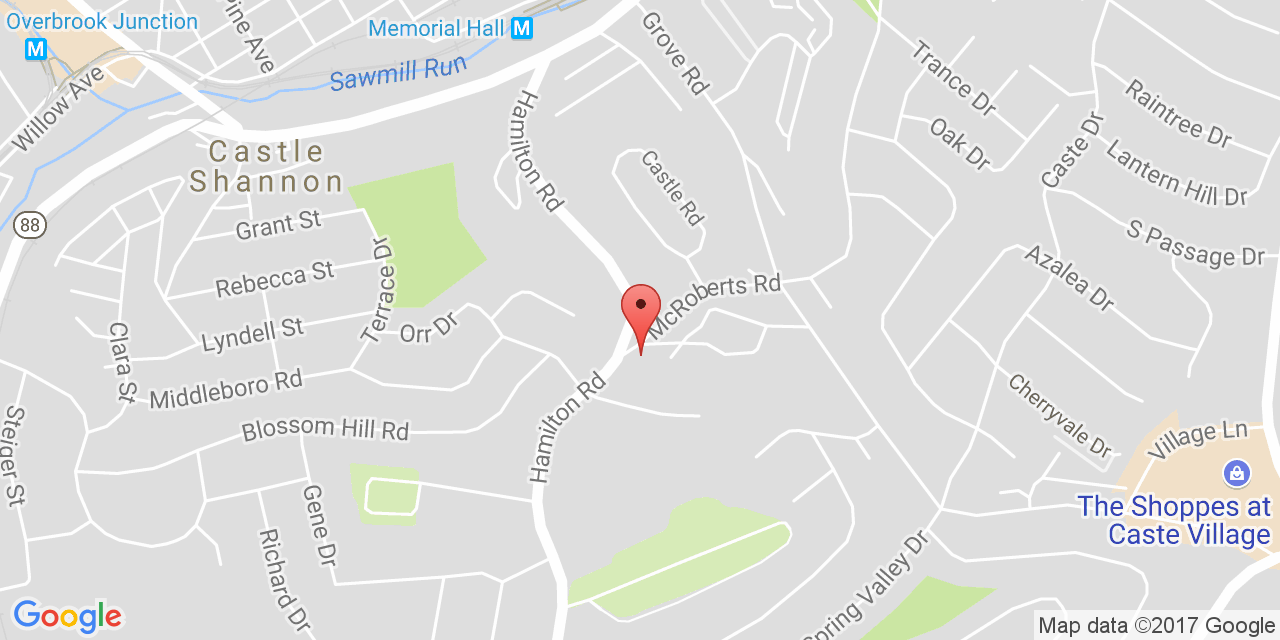 Overbrook Junction
M
Pine Ave
Memorial Hall M
Sawmill Run
Willow Ave
Grove Rd
Trance Dr
Oak Dr
Raintree Dr
Caste Dr
Lantern Hill Dr
S Passage Dr
Azalea Dr
Castle
Shannon
88
Hamilton Rd
Castle Rd
Grant St
Rebecca St
Terrace Dr
Lyndell St
Orr Dr
McRoberts Rd
Clara St
Middleboro Rd
Blossom Hill Rd
Hamilton Rd
Steiger St
Cherryvale Dr
Village Ln
The Shoppes at
Caste Village
Gene Dr
Richard Dr
Spring Valley Dr
Google
Map data ©2017 Google